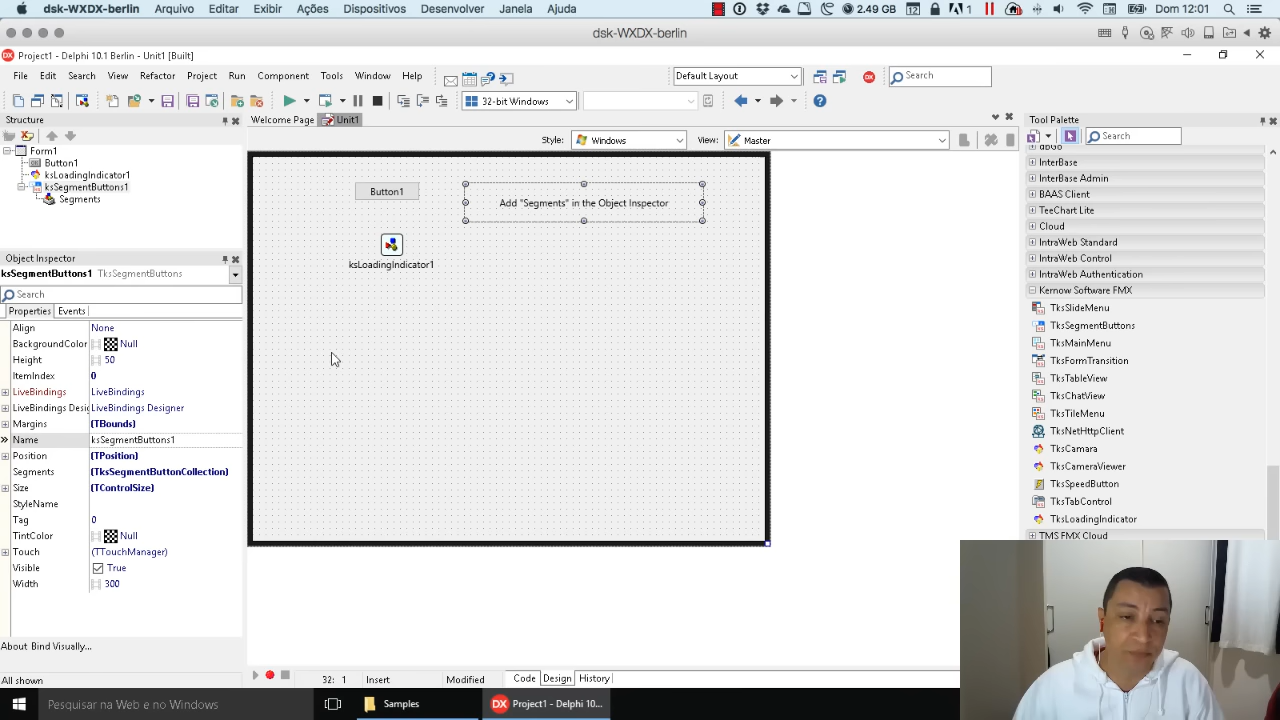 dsk-WXDX-berlin Arquivo Editar Exibir Ações Dispositivos Desenvolver Janela Ajuda 2.49 GB 12 1 Dom 12:01
dsk-WXDX-berlin
Project1 - Delphi 10.1 Berlin - Unit1 [Built]
File Edit Search View Refactor Project Run Component Tools Window Help Default Layout Search
32-bit Windows
Structure
Welcome Page Unit1
Tool Palette
Style: Windows View: Master
Search
Form1
Button1
ksLoadingIndicator1
ksSegmentButtons1
Segments
Button1
Add "Segments" in the Object Inspector
ksLoadingIndicator1
Object Inspector
ksSegmentButtons1 TksSegmentButtons
Search
Properties Events
Align None
BackgroundColor Null
Height 50
ItemIndex 0
LiveBindings LiveBindings
LiveBindings Desi LiveBindings Designer
Margins (TBounds)
Name ksSegmentButtons1
Position (TPosition)
Segments (TksSegmentButtonCollection)
Size (TControlSize)
StyleName
Tag 0
TintColor Null
Touch (TTouchManager)
Visible True
Width 300
About Bind Visually...
All shown
32: 1 Insert Modified Code Design History
dbGo
InterBase
InterBase Admin
BAAS Client
TeeChart Lite
Cloud
IntraWeb Standard
IntraWeb Control
IntraWeb Authentication
Kernow Software FMX
TksSlideMenu
TksSegmentButtons
TksMainMenu
TksFormTransition
TksTableView
TksChatView
TksTileMenu
TksNetHttpClient
TksCamara
TksCameraViewer
TksSpeedButton
TksTabControl
TksLoadingIndicator
TMS FMX Cloud
Pesquisar na Web e no Windows Samples Project1 - Delphi 10...